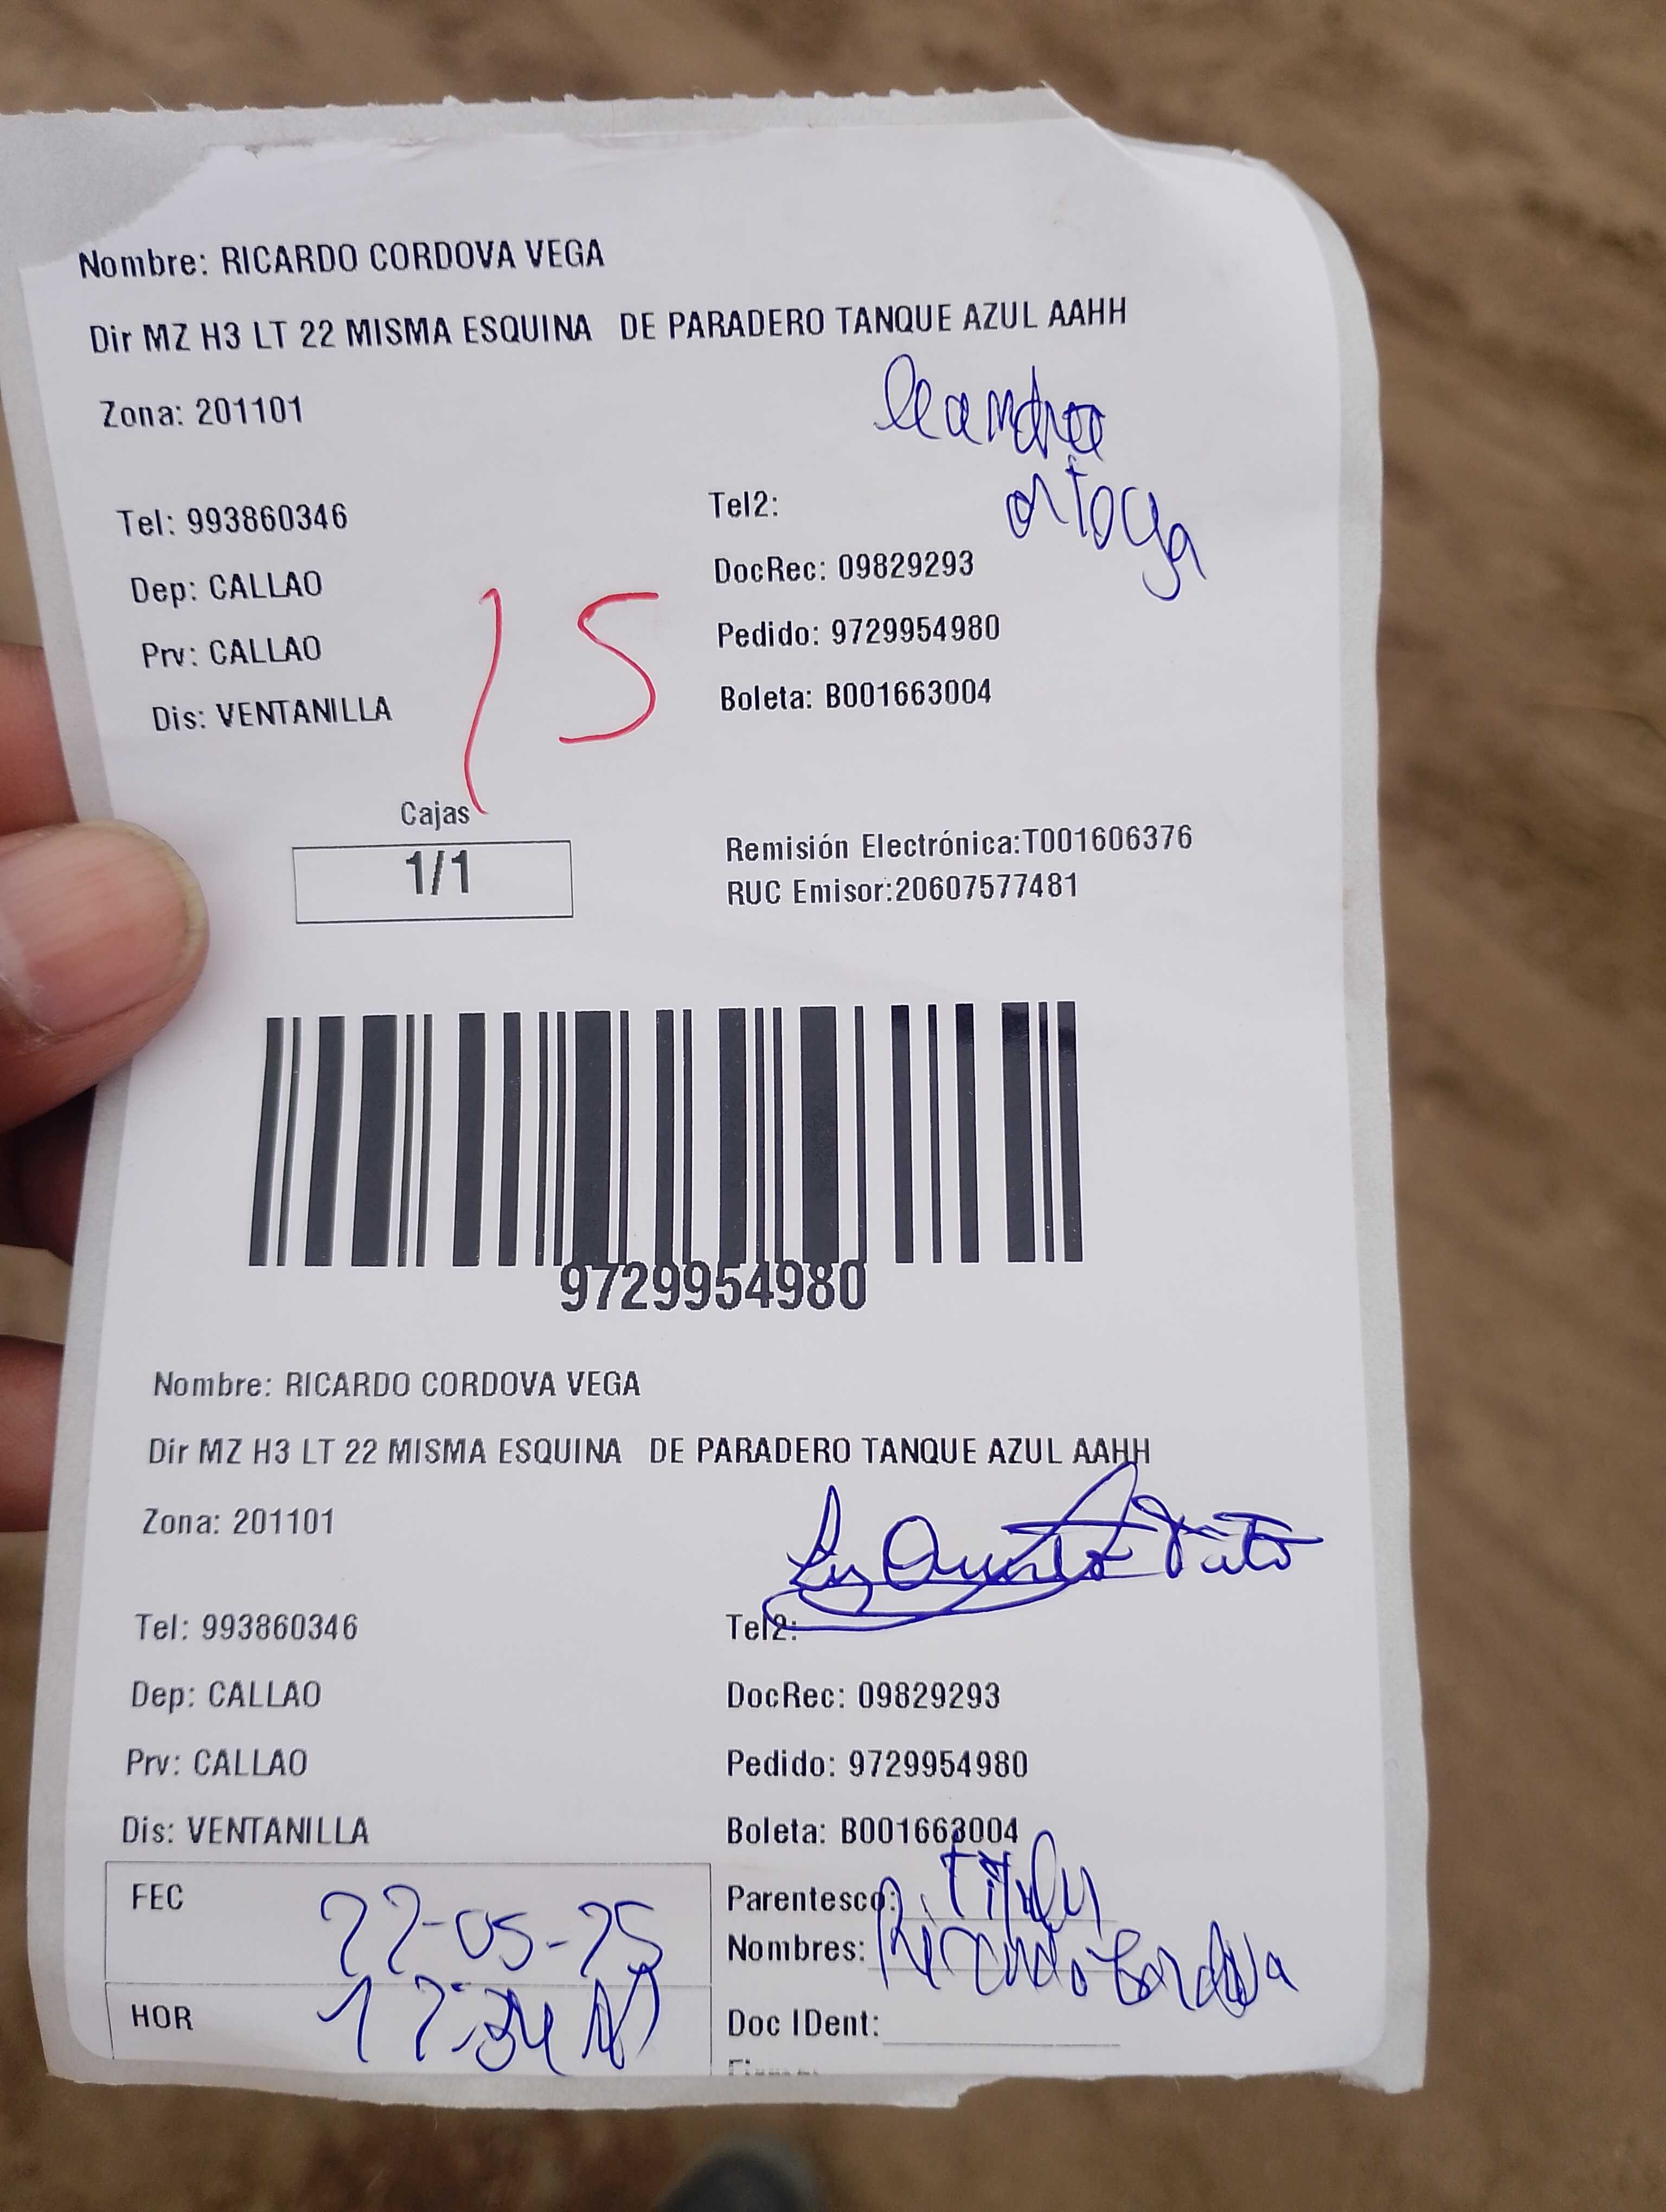 Nombre: RICARDO CORDOVA VEGA
Dir MZ H3 LT 22 MISMA ESQUINA DE PARADERO TANQUE AZUL AAHH
Zona: 201101
leandro
ortega
Tel: 993860346
Tel2:
Dep: CALLAO
DocRec: 09829293
Prv: CALLAO
Pedido: 9729954980
Dis: VENTANILLA
Boleta: B001663004
15
Cajas
1/1
Remisión Electrónica:T001606376
RUC Emisor:20607577481
9729954980
Nombre: RICARDO CORDOVA VEGA
Dir MZ H3 LT 22 MISMA ESQUINA DE PARADERO TANQUE AZUL AAHH
Zona: 201101
Tel: 993860346
Tel2:
Dep: CALLAO
DocRec: 09829293
Prv: CALLAO
Pedido: 9729954980
Dis: VENTANILLA
Boleta: B001663004
FEC 22-05-25
Parentesco:
Nombres: Ricardo Cordova
HOR
Doc IDent: